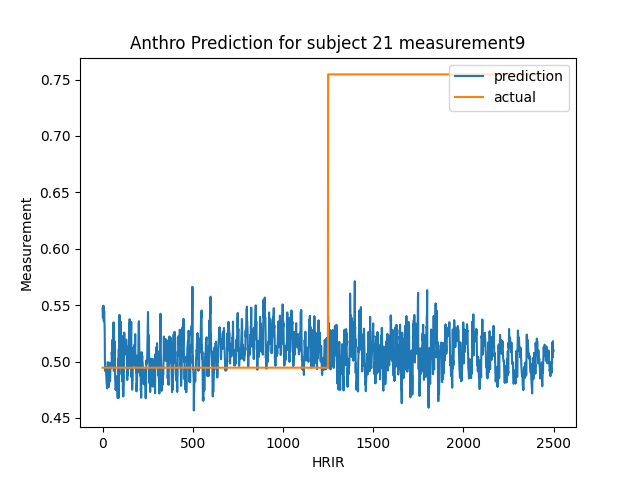 Anthro Prediction for subject 21 measurement9
prediction
actual
Measurement
0.75
0.70
0.65
0.60
0.55
0.50
0.45
0 500 1000 1500 2000 2500
HRIR